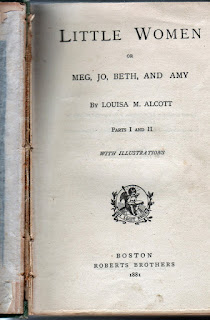 LITTLE WOMEN
OR
MEG, JO, BETH, AND AMY
BY LOUISA M. ALCOTT
PARTS I AND II
WITH ILLUSTRATIONS
BOSTON
ROBERTS BROTHERS
1881